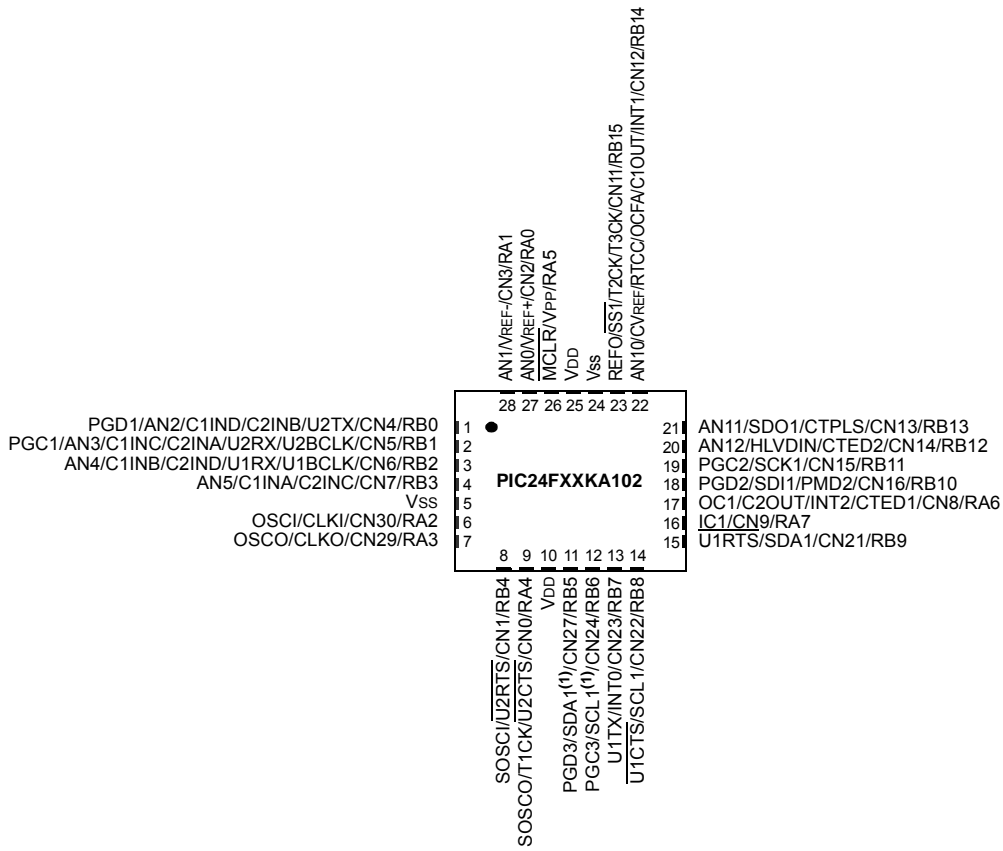 AN1/VREF-/CN3/RA1
AN0/VREF+/CN2/RA0
MCLR/VPP/RA5
VDD
VSS
REFO/SS1/T2CK/T3CK/CN11/RB15
AN10/CVREF/RTCC/OCFA/C1OUT/INT1/CN12/RB14
28 27 26 25 24 23 22
PGD1/AN2/C1IND/C2INB/U2TX/CN4/RB0 1
PGC1/AN3/C1INC/C2INA/U2RX/U2BCLK/CN5/RB1 2
AN4/C1INB/C2IND/U1RX/U1BCLK/CN6/RB2 3
AN5/C1INA/C2INC/CN7/RB3 4
VSS 5
OSCI/CLKI/CN30/RA2 6
OSCO/CLKO/CN29/RA3 7
PIC24FXXKA102
21 AN11/SDO1/CTPLS/CN13/RB13
20 AN12/HLVDIN/CTED2/CN14/RB12
19 PGC2/SCK1/CN15/RB11
18 PGD2/SDI1/PMD2/CN16/RB10
17 OC1/C2OUT/INT2/CTED1/CN8/RA6
16 IC1/CN9/RA7
15 U1RTS/SDA1/CN21/RB9
8 9 10 11 12 13 14
SOSCI/U2RTS/CN1/RB4
SOSCO/T1CK/U2CTS/CN0/RA4
VDD
PGD3/SDA1(1)/CN27/RB5
PGC3/SCL1(1)/CN24/RB6
U1TX/INT0/CN23/RB7
U1CTS/SCL1/CN22/RB8